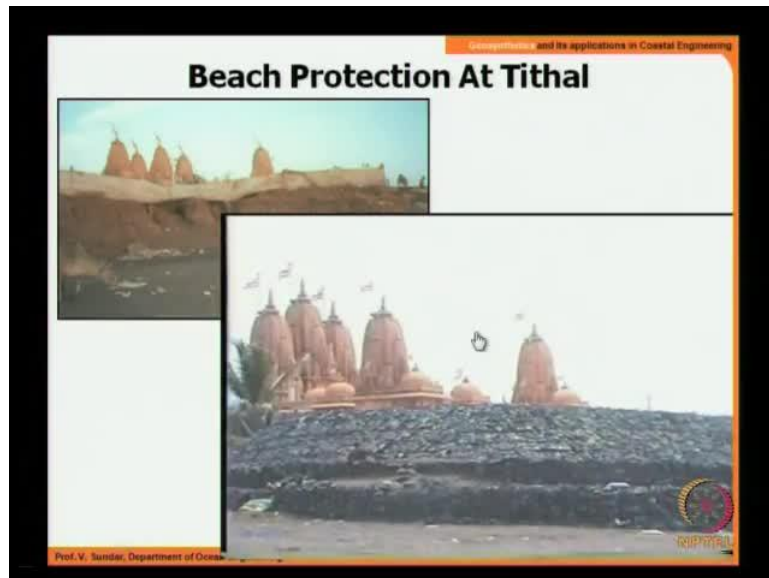 Geosynthetics and its applications in Coastal Engineering
Beach Protection At Tithal
NPTEL
Prof. V. Sundar, Department of Ocean Engineering